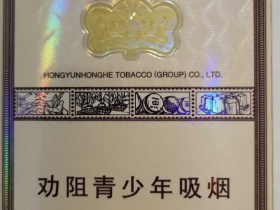 HONGYUNHONGHE TOBACCO (GROUP) CO., LTD.
劝阻青少年吸烟